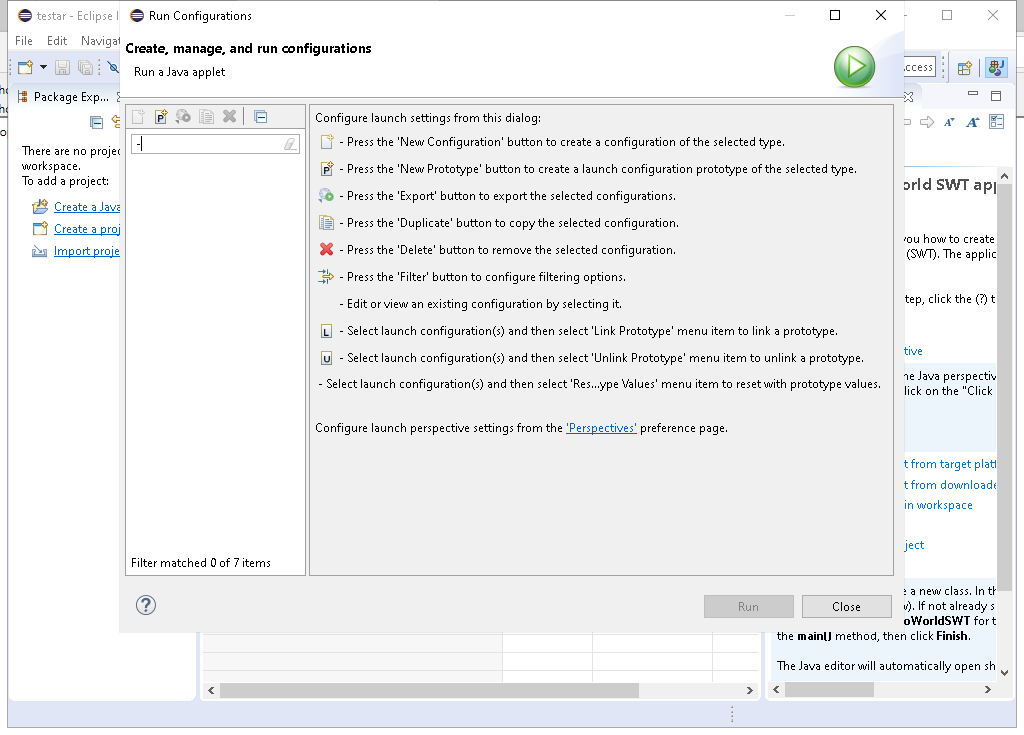 testar - Eclipse I
Run Configurations
File Edit Navigat
Create, manage, and run configurations
Run a Java applet
ccess
Package Exp...
There are no projec
workspace.
To add a project:
Create a Java
Create a proj
Import proje
-
Filter matched 0 of 7 items
Configure launch settings from this dialog:
- Press the 'New Configuration' button to create a configuration of the selected type.
P - Press the 'New Prototype' button to create a launch configuration prototype of the selected type.
- Press the 'Export' button to export the selected configurations.
- Press the 'Duplicate' button to copy the selected configuration.
- Press the 'Delete' button to remove the selected configuration.
- Press the 'Filter' button to configure filtering options.
- Edit or view an existing configuration by selecting it.
L - Select launch configuration(s) and then select 'Link Prototype' menu item to link a prototype.
U - Select launch configuration(s) and then select 'Unlink Prototype' menu item to unlink a prototype.
- Select launch configuration(s) and then select 'Res...ype Values' menu item to reset with prototype values.
Configure launch perspective settings from the 'Perspectives' preference page.
Run Close
orld SWT app
you how to create
(SWT). The applic
tep, click the (?) t
tive
he Java perspectiv
lick on the "Click
t from target platf
t from downloade
in workspace
ject
e a new class. In th
w). If not already s
oWorldSWT for t
the main() method, then click Finish.
The Java editor will automatically open sh